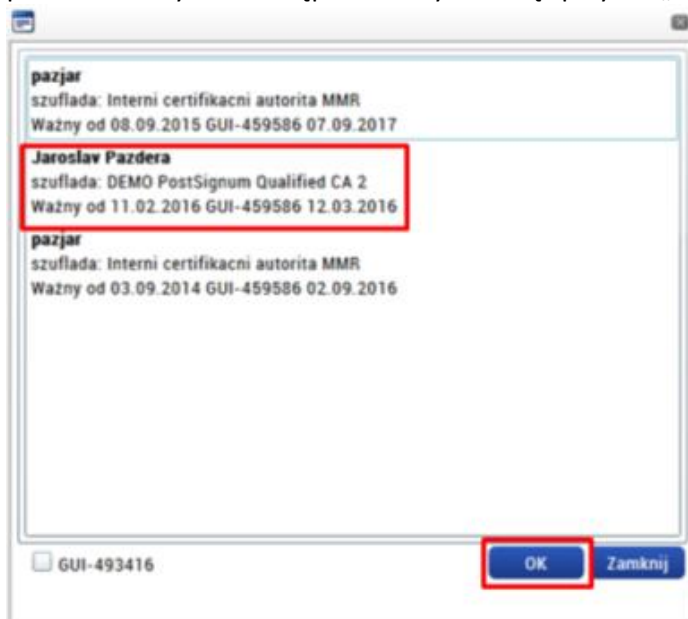 pazjar
szuflada: Interni certifikacni autorita MMR
Ważny od 08.09.2015 GUI-459586 07.09.2017
Jaroslav Pazdera
szuflada: DEMO PostSignum Qualified CA 2
Ważny od 11.02.2016 GUI-459586 12.03.2016
pazjar
szuflada: Interni certifikacni autorita MMR
Ważny od 03.09.2014 GUI-459586 02.09.2016
GUI-493416
OK
Zamknij